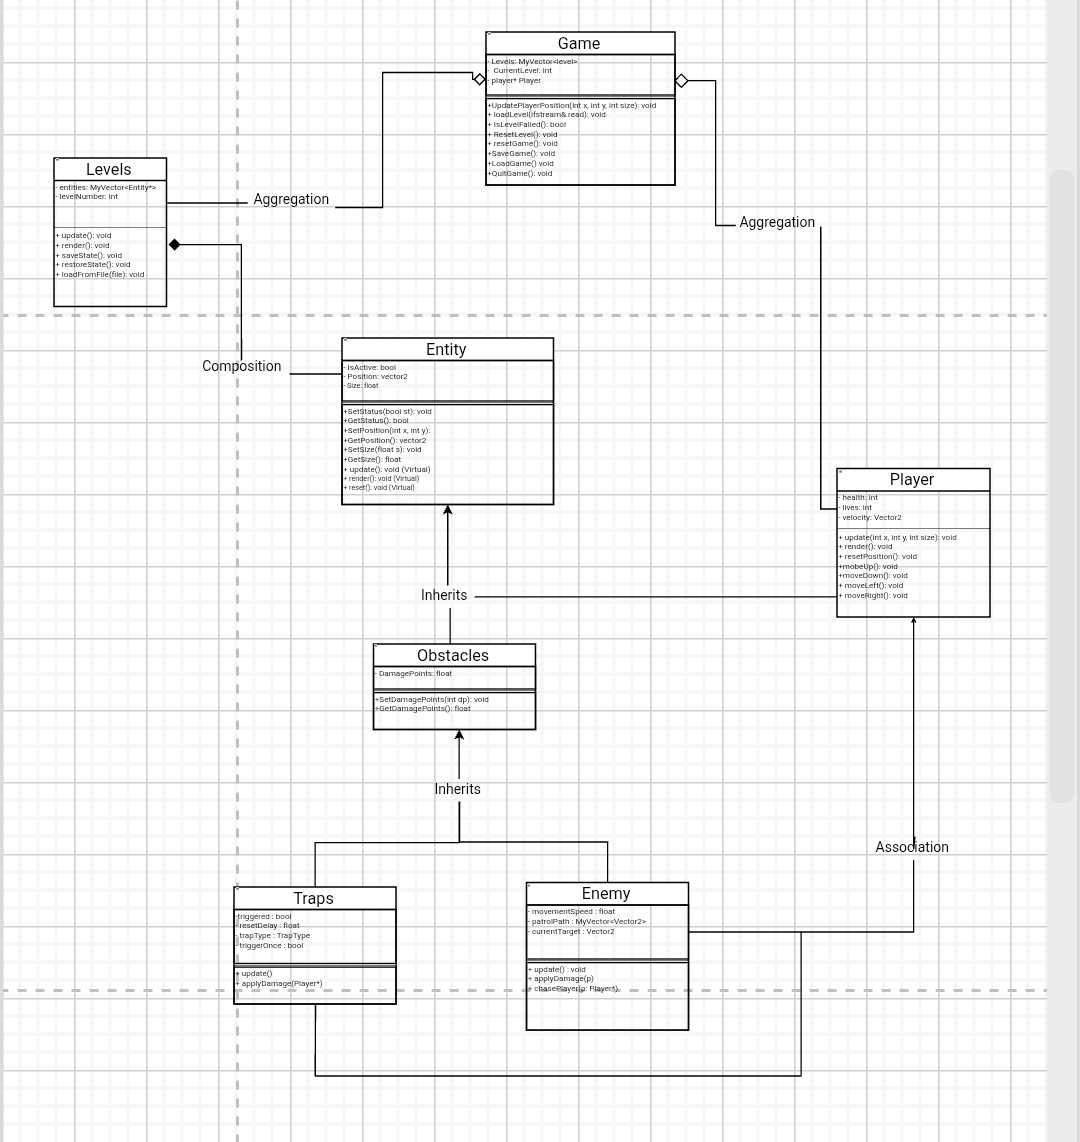 Game
- Levels: MyVector<level>
- CurrentLevel: int
- player* Player
+UpdatePlayerPosition(int x, int y, int size): void
+ loadLevel(ifstream& read): void
+ isLevelFailed(): bool
+ ResetLevel(): void
+ resetGame(): void
+SaveGame(): void
+LoadGame() void
+QuitGame(): void
Levels
- entities: MyVector<Entity*>
- levelNumber: int
+ update(): void
+ render(): void
+ saveState(): void
+ restoreState(): void
+ loadFromFile(file): void
Aggregation
Aggregation
Composition
Entity
- IsActive: bool
- Position: vector2
- Size: float
+SetStatus(bool st): void
+GetStatus(): bool
+SetPosition(int x, int y):
+GetPosition(): vector2
+SetSize(float s): void
+GetSize(): float
+ update(): void (Virtual)
+ render(): void (Virtual)
+ reset(): void (Virtual)
Player
- health: int
- lives: int
- velocity: Vector2
+ update(int x, int y, int size): void
+ render(): void
+ resetPosition(): void
+mobeUp(): void
+moveDown(): void
+ moveLeft(): void
+ moveRight(): void
Inherits
Obstacles
- DamagePoints: float
+SetDamagePoints(int dp): void
+GetDamagePoints(): float
Inherits
Association
Traps
-triggered : bool
- resetDelay : float
- trapType : TrapType
- triggerOnce : bool
+ update()
+ applyDamage(Player*)
Enemy
- movementSpeed : float
- patrolPath : MyVector<Vector2>
- currentTarget : Vector2
+ update() : void
+ applyDamage(p)
+ chasePlayer(p: Player*)